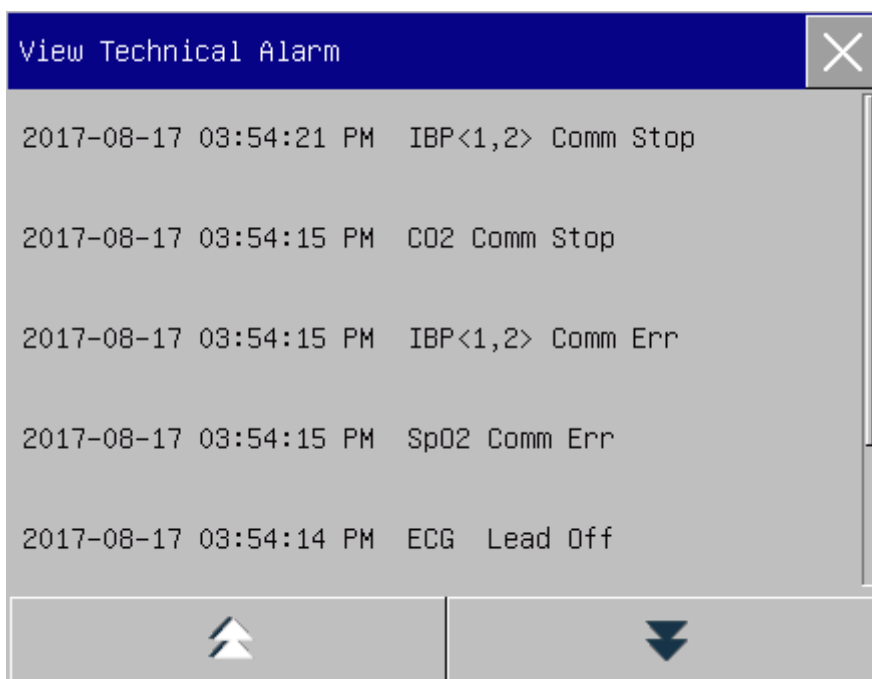 View Technical Alarm
2017-08-17 03:54:21 PM IBP<1,2> Comm Stop
2017-08-17 03:54:15 PM CO2 Comm Stop
2017-08-17 03:54:15 PM IBP<1,2> Comm Err
2017-08-17 03:54:15 PM SpO2 Comm Err
2017-08-17 03:54:14 PM ECG Lead Off